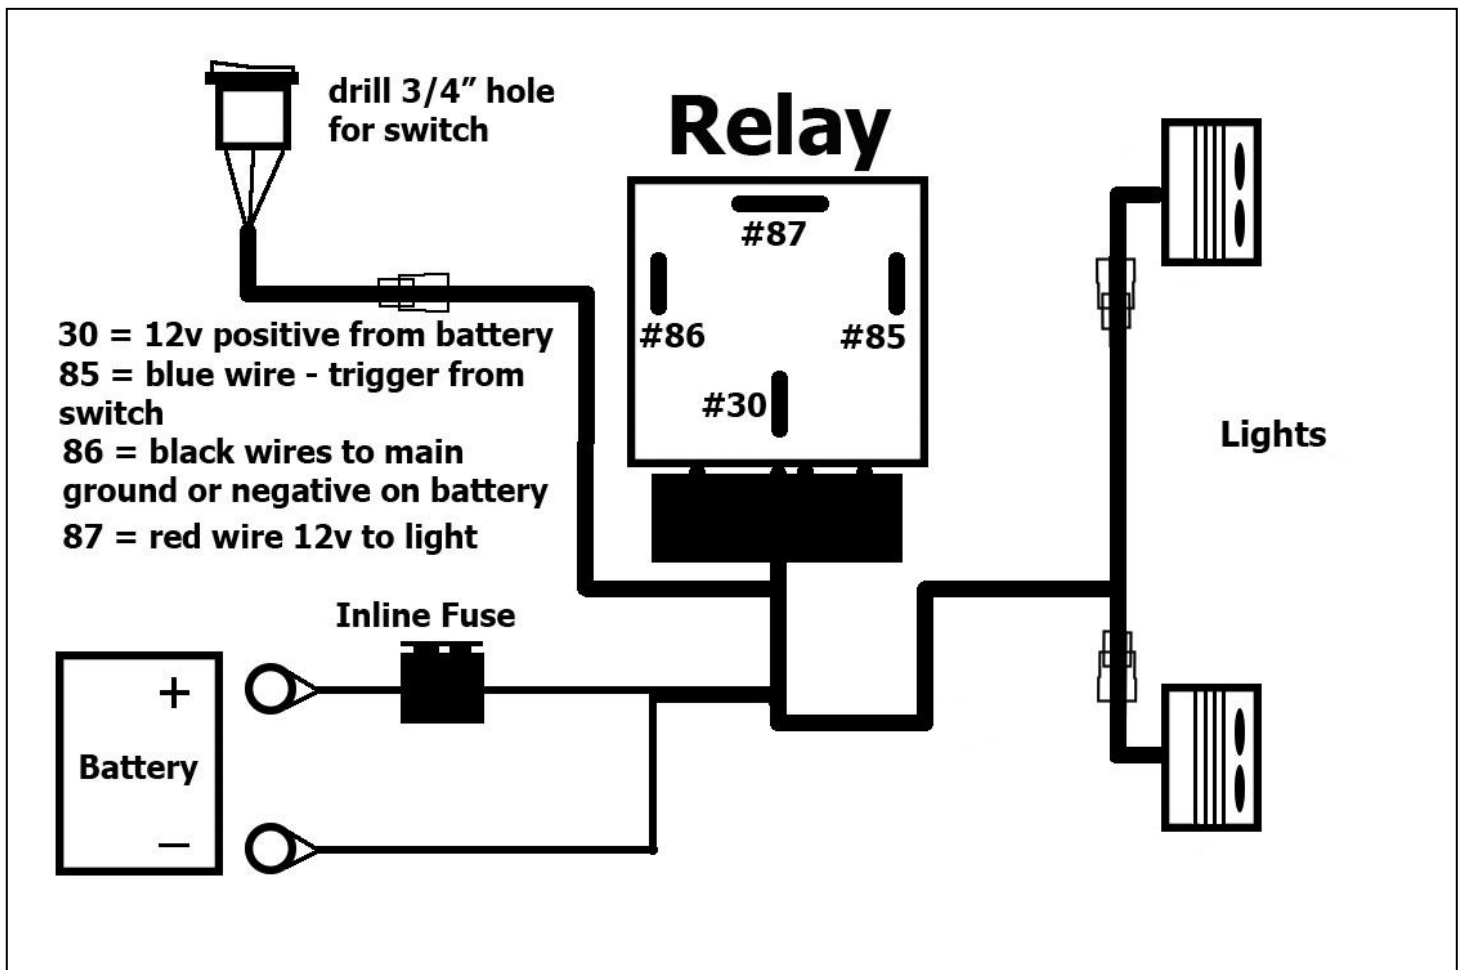 drill 3/4” hole
for switch
Relay
#87
#86
#85
#30
30 = 12v positive from battery
85 = blue wire - trigger from
switch
86 = black wires to main
ground or negative on battery
87 = red wire 12v to light
Lights
Inline Fuse
+
Battery
—